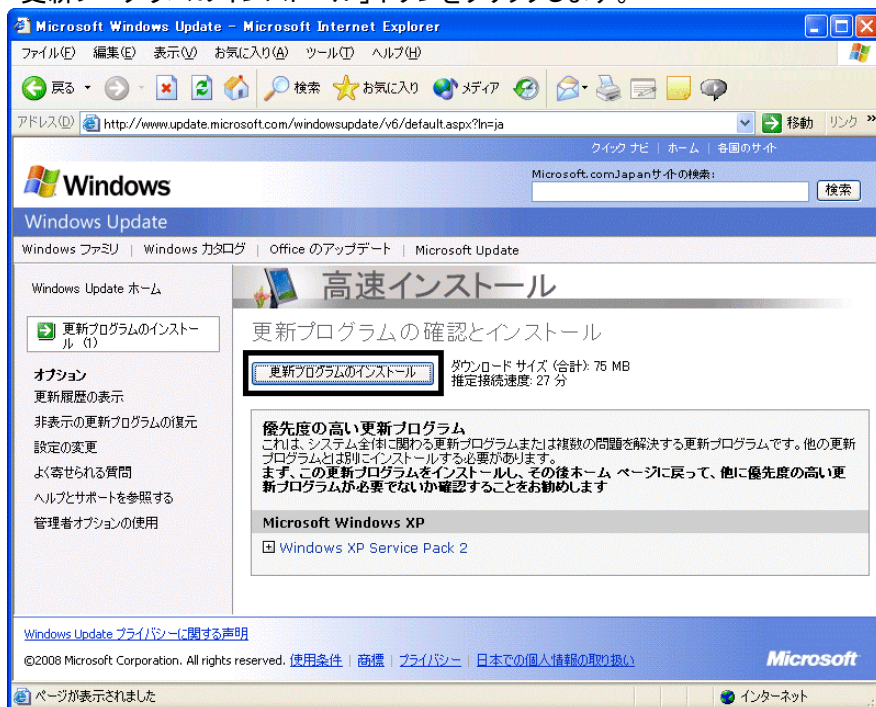 更新プログラムのインストール」ボタンをクリックします。
Microsoft Windows Update - Microsoft Internet Explorer
ファイル(F) 編集(E) 表示(V) お気に入り(A) ツール(T) ヘルプ(H)
戻る 検索 お気に入り メディア
アドレス(D) http://www.update.microsoft.com/windowsupdate/v6/default.aspx?ln=ja 移動 リンク »
クイック ナビ | ホーム | 各国のサイト
Windows
Microsoft.comJapanサイトの検索:
検索
Windows Update
Windows ファミリ | Windows カタログ | Office のアップデート | Microsoft Update
Windows Update ホーム
更新プログラムのインストー
ル (1)
オプション
更新履歴の表示
非表示の更新プログラムの復元
設定の変更
よく寄せられる質問
ヘルプとサポートを参照する
管理者オプションの使用
高速インストール
更新プログラムの確認とインストール
更新プログラムのインストール
ダウンロード サイズ (合計): 75 MB
推定接続速度: 27 分
優先度の高い更新プログラム
これは、システム全体に関わる更新プログラムまたは複数の問題を解決する更新プログラムです。他の更新
プログラムとは別にインストールする必要があります。
まず、この更新プログラムをインストールし、その後ホーム ページに戻って、他に優先度の高い更
新プログラムが必要でないか確認することをお勧めします
Microsoft Windows XP
Windows XP Service Pack 2
Windows Update プライバシーに関する声明
©2008 Microsoft Corporation. All rights reserved. 使用条件 | 商標 | プライバシー | 日本での個人情報の取り扱い
Microsoft
ページが表示されました
インターネット